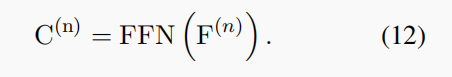 C⁽ⁿ⁾ = FFN (F⁽ⁿ⁾). (12)